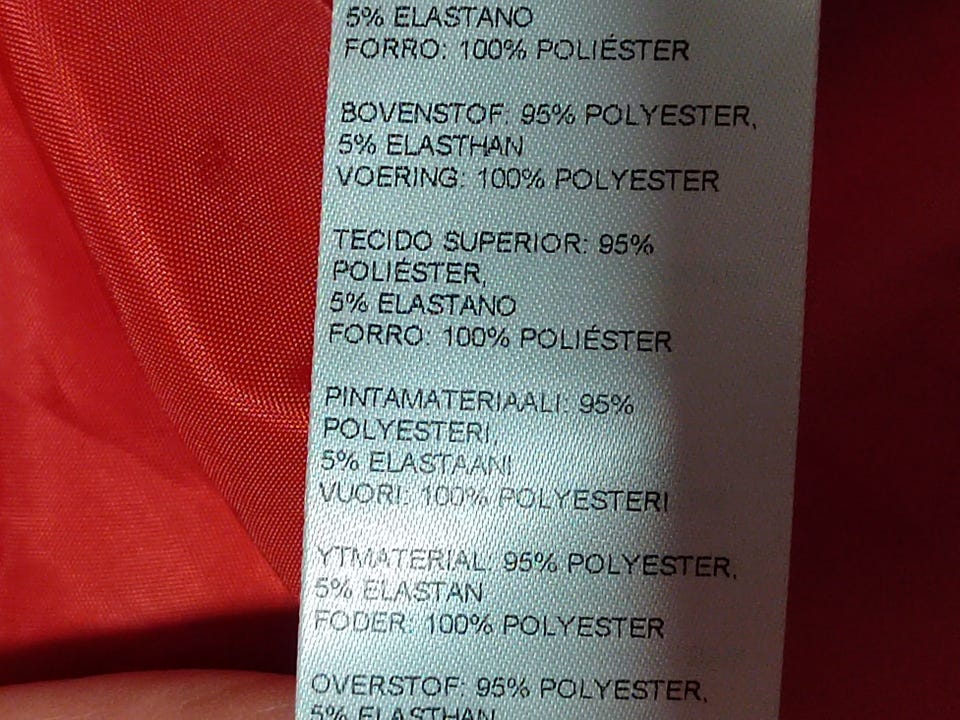 5% ELASTANO
FORRO: 100% POLIÉSTER
BOVENSTOF: 95% POLYESTER,
5% ELASTHAN
VOERING: 100% POLYESTER
TECIDO SUPERIOR: 95%
POLIÉSTER,
5% ELASTANO
FORRO: 100% POLIÉSTER
PINTAMATERIAALI: 95%
POLYESTERI,
5% ELASTAANI
VUORI: 100% POLYESTERI
YTMATERIAL: 95% POLYESTER,
5% ELASTAN
FODER: 100% POLYESTER
OVERSTOF: 95% POLYESTER,
5% ELASTHAN